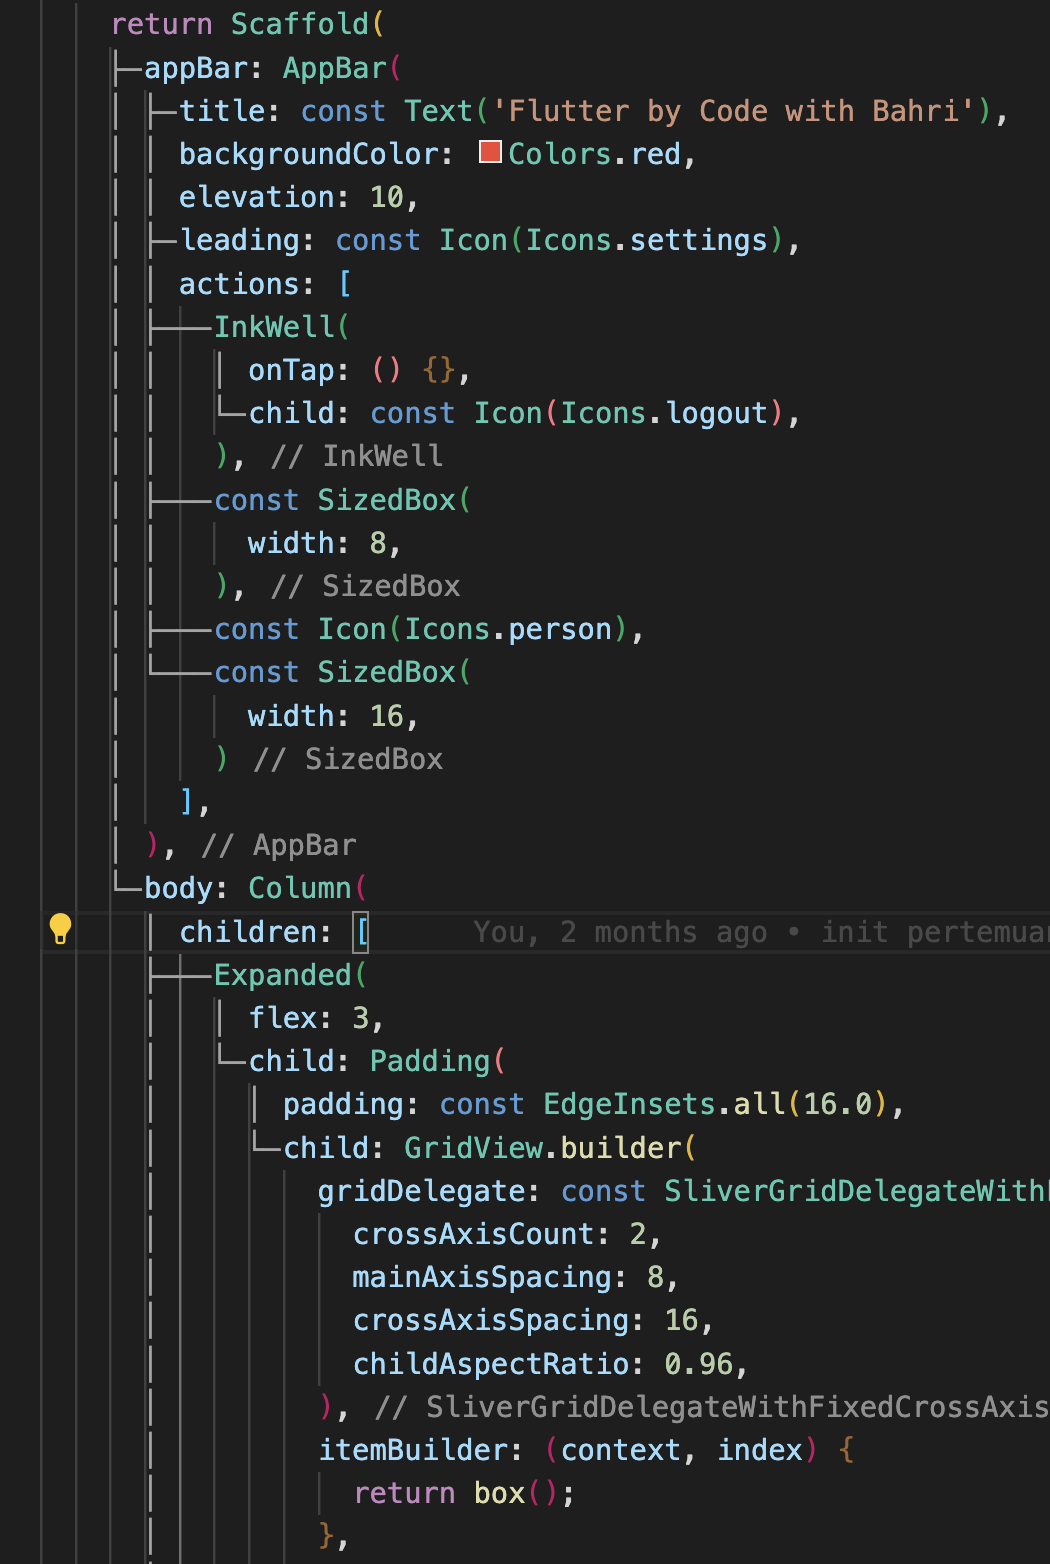 return Scaffold(
appBar: AppBar(
title: const Text('Flutter by Code with Bahri'),
backgroundColor: Colors.red,
elevation: 10,
leading: const Icon(Icons.settings),
actions: [
InkWell(
onTap: () {},
child: const Icon(Icons.logout),
), // InkWell
const SizedBox(
width: 8,
), // SizedBox
const Icon(Icons.person),
const SizedBox(
width: 16,
) // SizedBox
],
), // AppBar
body: Column(
children: [ You, 2 months ago • init
Expanded(
flex: 3,
child: Padding(
padding: const EdgeInsets.all(16.0),
child: GridView.builder(
gridDelegate: const SliverGridDelegateWith
crossAxisCount: 2,
mainAxisSpacing: 8,
crossAxisSpacing: 16,
childAspectRatio: 0.96,
), // SliverGridDelegateWithFixedCrossAxis
itemBuilder: (context, index) {
return box();
},